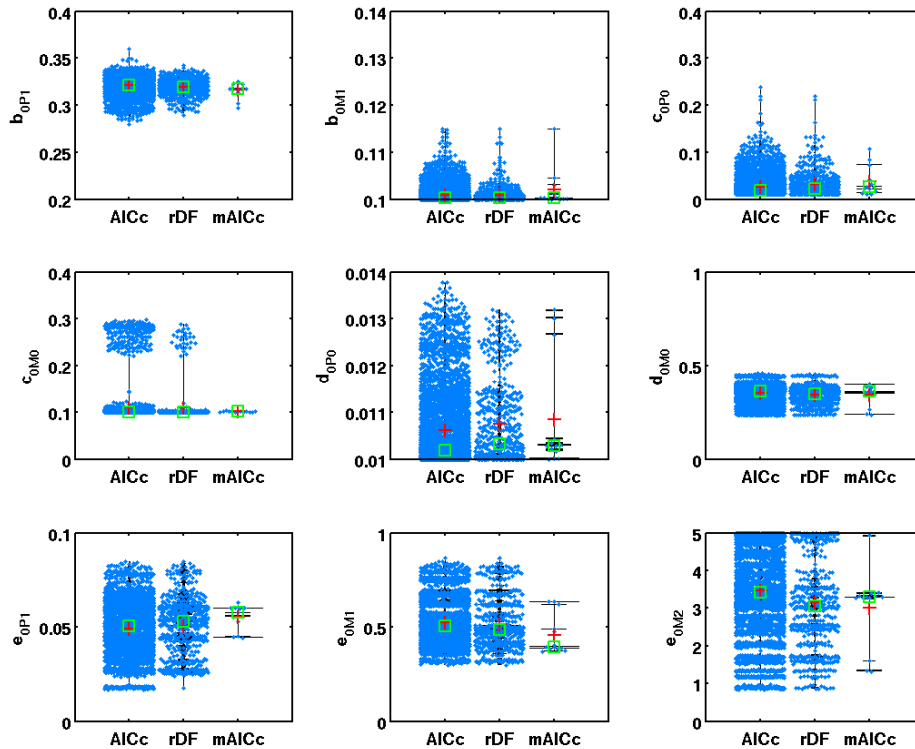 0.4
0.35
0.3
0.25
0.2
b0P1
AICc rDF mAICc
0.14
0.13
0.12
0.11
0.1
b0M1
AICc rDF mAICc
0.4
0.3
0.2
0.1
0
c0P0
AICc rDF mAICc
0.4
0.3
0.2
0.1
0
c0M0
AICc rDF mAICc
0.014
0.013
0.012
0.011
0.01
d0P0
AICc rDF mAICc
1
0.5
0
d0M0
AICc rDF mAICc
0.1
0.05
0
e0P1
AICc rDF mAICc
1
0.5
0
e0M1
AICc rDF mAICc
5
4
3
2
1
0
e0M2
AICc rDF mAICc